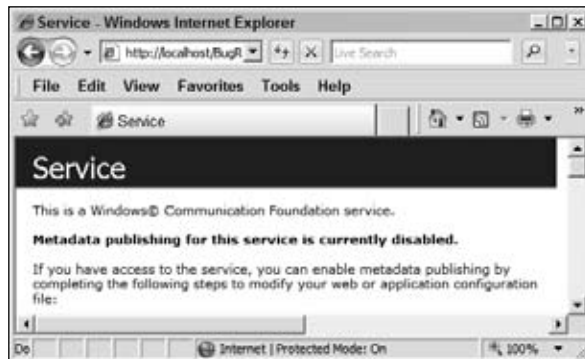 Service - Windows Internet Explorer
http://localhost/BugR
Live Search
File Edit View Favorites Tools Help
Service
Service
This is a Windows© Communication Foundation service.
Metadata publishing for this service is currently disabled.
If you have access to the service, you can enable metadata publishing by
completing the following steps to modify your web or application configuration
file:
Do
Internet | Protected Mode: On
100%